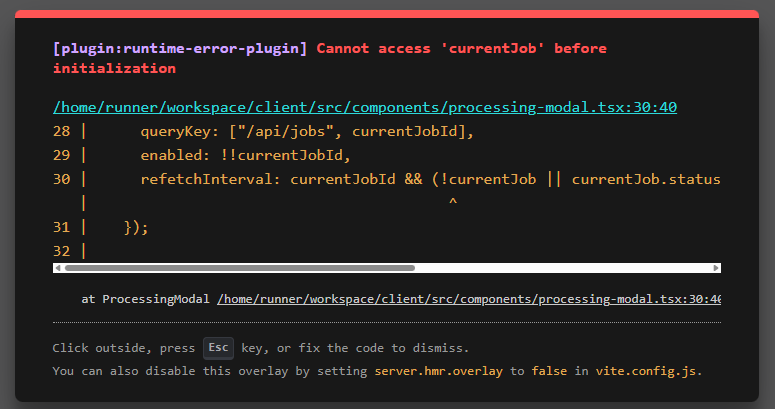 [plugin:runtime-error-plugin] Cannot access 'currentJob' before
initialization
/home/runner/workspace/client/src/components/processing-modal.tsx:30:40
28 |      queryKey: ["/api/jobs", currentJobId],
29 |      enabled: !!currentJobId,
30 |      refetchInterval: currentJobId && (!currentJob || currentJob.status
   |                                         ^
31 |    });
32 |
at ProcessingModal /home/runner/workspace/client/src/components/processing-modal.tsx:30:40
Click outside, press Esc key, or fix the code to dismiss.
You can also disable this overlay by setting server.hmr.overlay to false in vite.config.js.